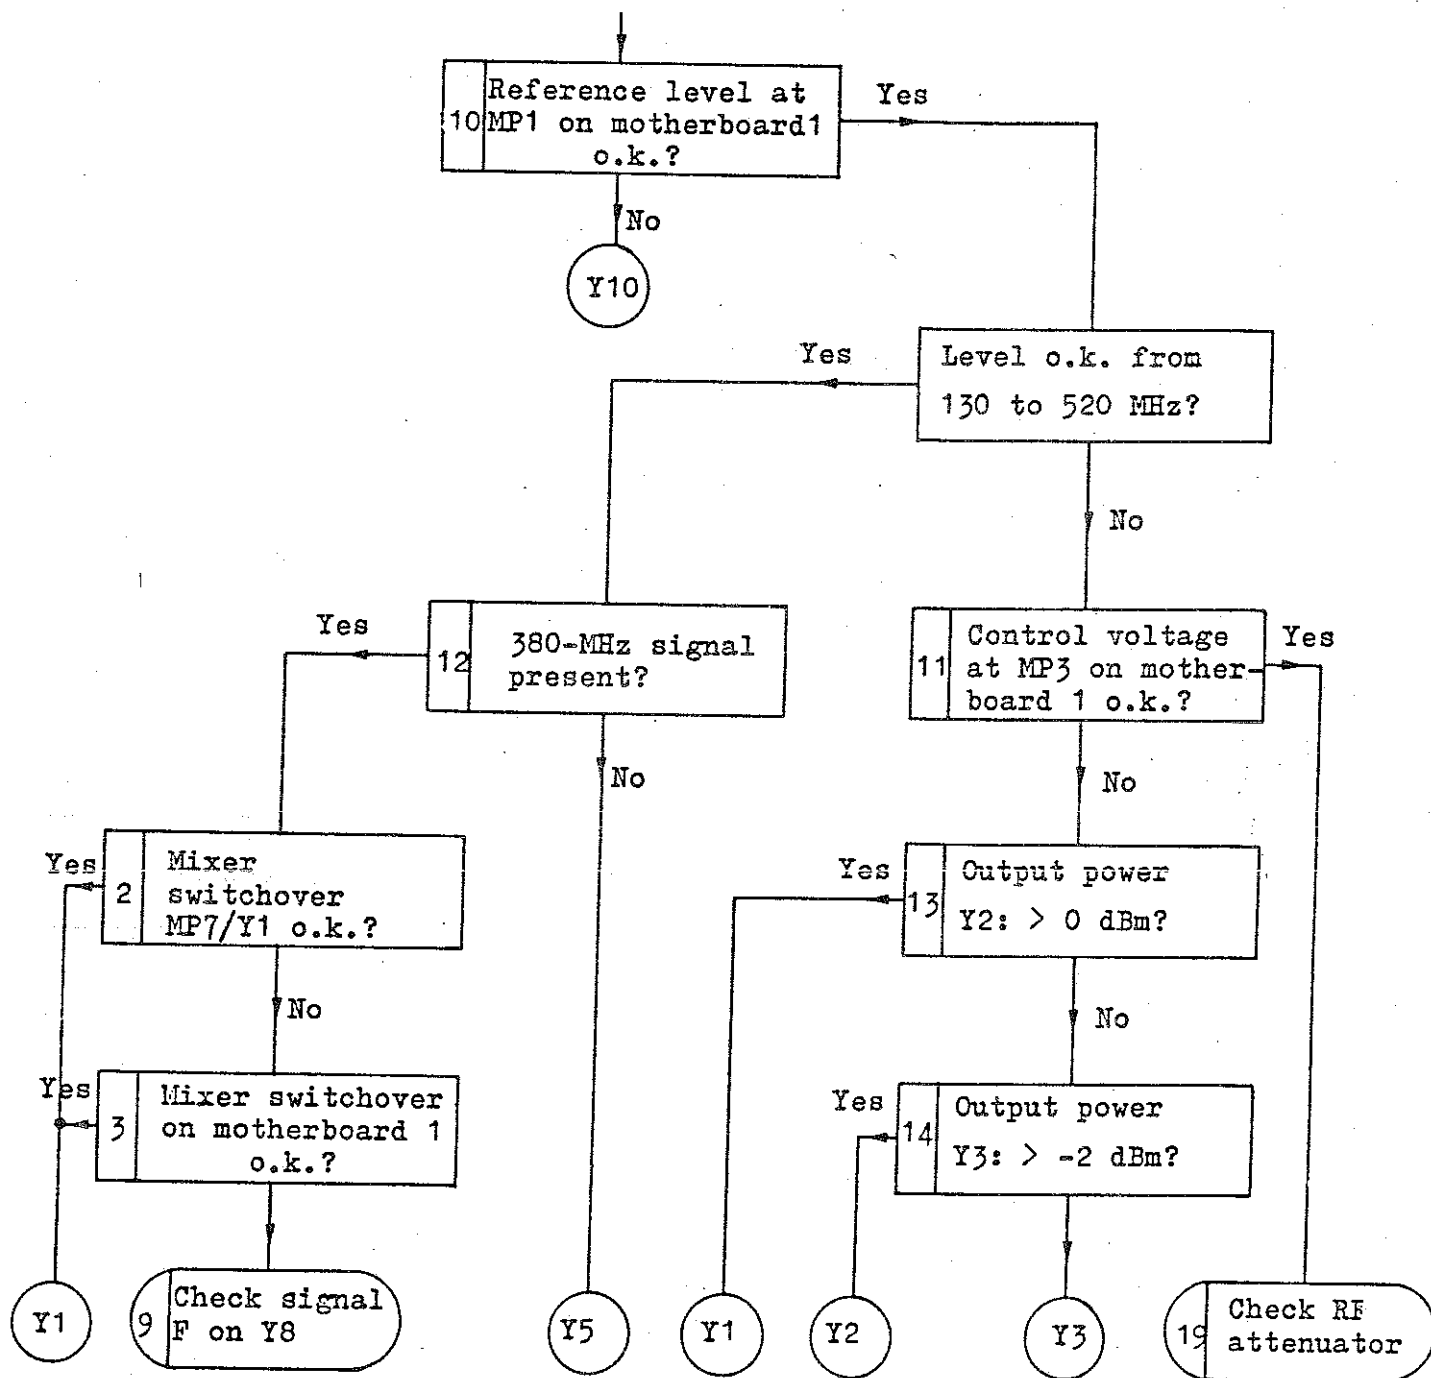 10
Reference level at
MP1 on motherboard1
o.k.?
Yes
No
Y10
Level o.k. from
130 to 520 MHz?
Yes
No
12
380-MHz signal
present?
Yes
No
11
Control voltage
at MP3 on mother-
board 1 o.k.?
Yes
No
2
Mixer
switchover
MP7/Y1 o.k.?
Yes
No
13
Output power
Y2: > 0 dBm?
Yes
No
3
Mixer switchover
on motherboard 1
o.k.?
Yes
14
Output power
Y3: > -2 dBm?
Yes
Y1
9
Check signal
F on Y8
Y5
Y1
Y2
Y3
19
Check RF
attenuator